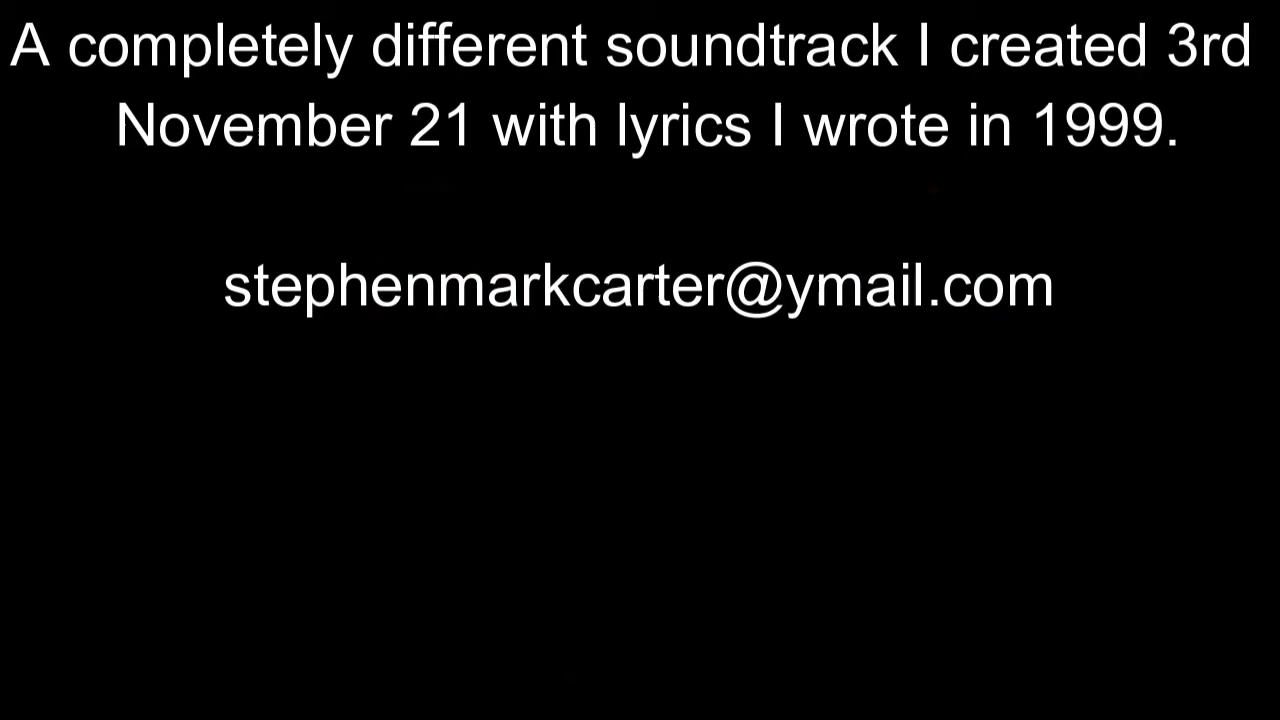 A completely different soundtrack I created 3rd
November 21 with lyrics I wrote in 1999.
stephenmarkcarter@ymail.com